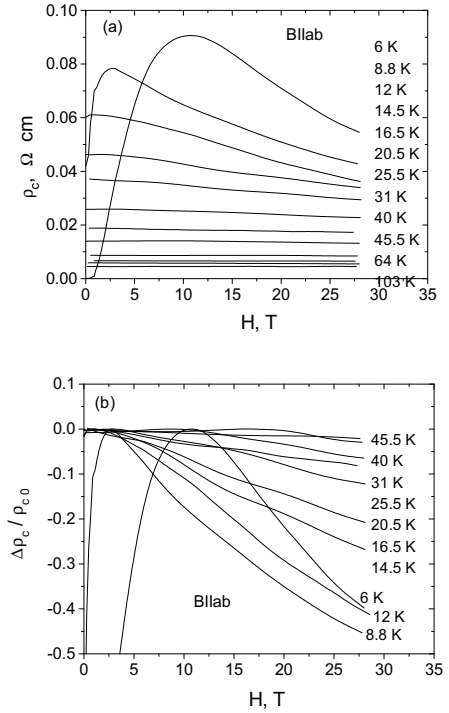 (a)
BIIab
0.10
0.08
0.06
0.04
0.02
0.00
ρc, Ω cm
6 K
8.8 K
12 K
14.5 K
16.5 K
20.5 K
25.5 K
31 K
40 K
45.5 K
64 K
103 K
0 5 10 15 20 25 30 35
H, T
(b)
0.1
0.0
-0.1
-0.2
-0.3
-0.4
-0.5
Δρc / ρc 0
45.5 K
40 K
31 K
25.5 K
20.5 K
16.5 K
14.5 K
6 K
12 K
8.8 K
BIIab
0 5 10 15 20 25 30 35
H, T